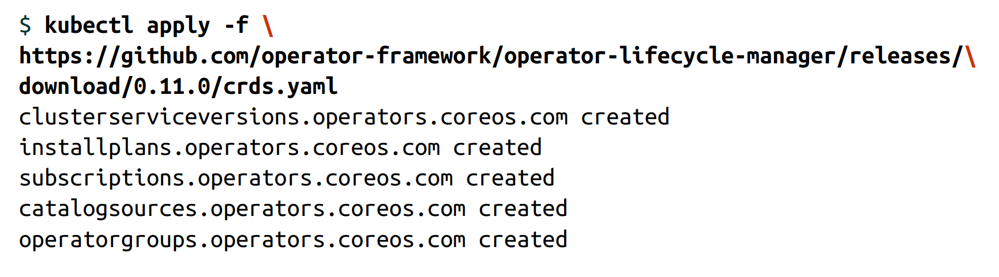 $ kubectl apply -f \
https://github.com/operator-framework/operator-lifecycle-manager/releases/\
download/0.11.0/crds.yaml
clusterserviceversions.operators.coreos.com created
installplans.operators.coreos.com created
subscriptions.operators.coreos.com created
catalogsources.operators.coreos.com created
operatorgroups.operators.coreos.com created